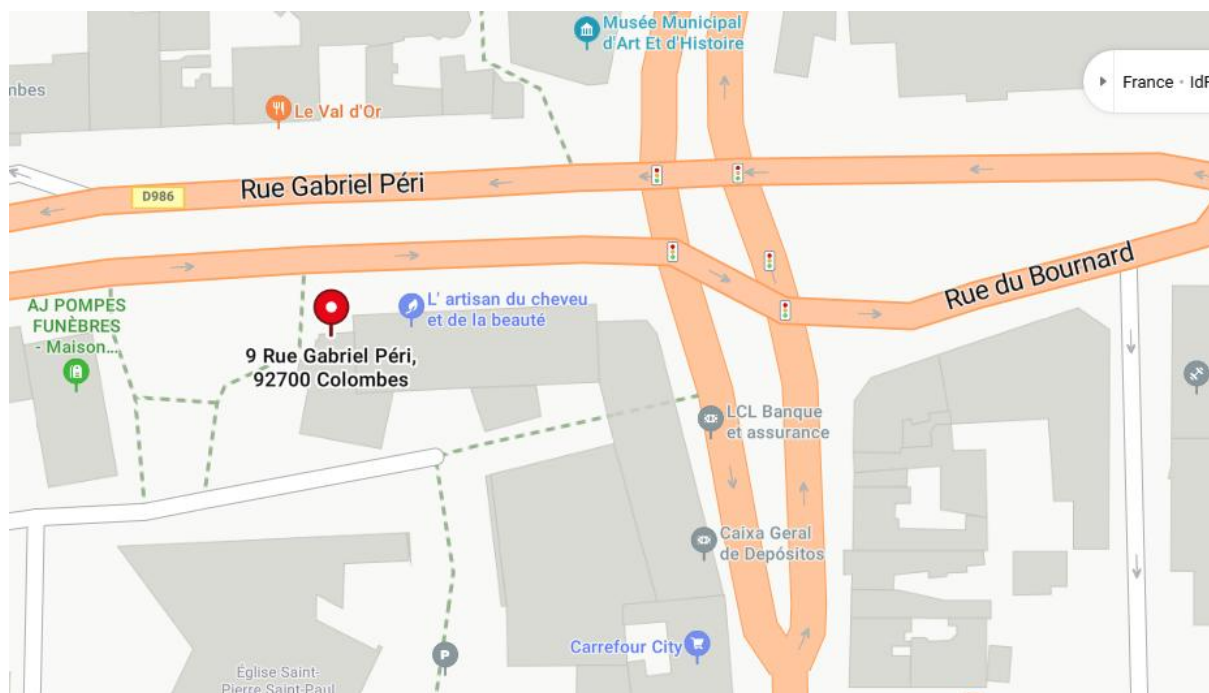 Musée Municipal
d'Art Et d'Histoire
mbes
France • IdF
Le Val d'Or
Rue Gabriel Péri
D986
Rue du Bournard
AJ POMPES
FUNÈBRES
- Maison...
L' artisan du cheveu
et de la beauté
9 Rue Gabriel Péri,
92700 Colombes
LCL Banque
et assurance
Caixa Geral
de Depósitos
Carrefour City
P
Église Saint-
Pierre Saint-Paul